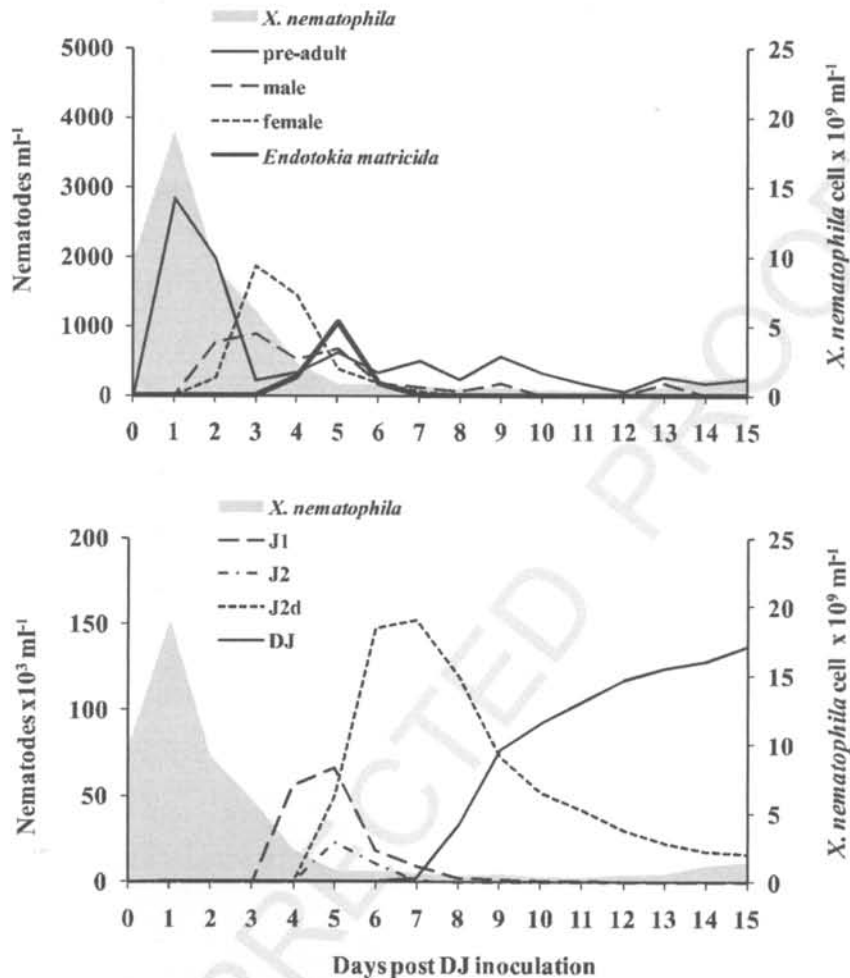 X. nematophila
pre-adult
male
female
Endotokia matricida
Nematodes ml-1
5000
4000
3000
2000
1000
0
X. nematophila cell x 10⁹ ml-1
25
20
15
10
5
0
0 1 2 3 4 5 6 7 8 9 10 11 12 13 14 15
X. nematophila
J1
J2
J2d
DJ
Nematodes x10³ ml-1
200
150
100
50
0
X. nematophila cell x 10⁹ ml-1
25
20
15
10
5
0
0 1 2 3 4 5 6 7 8 9 10 11 12 13 14 15
Days post DJ inoculation